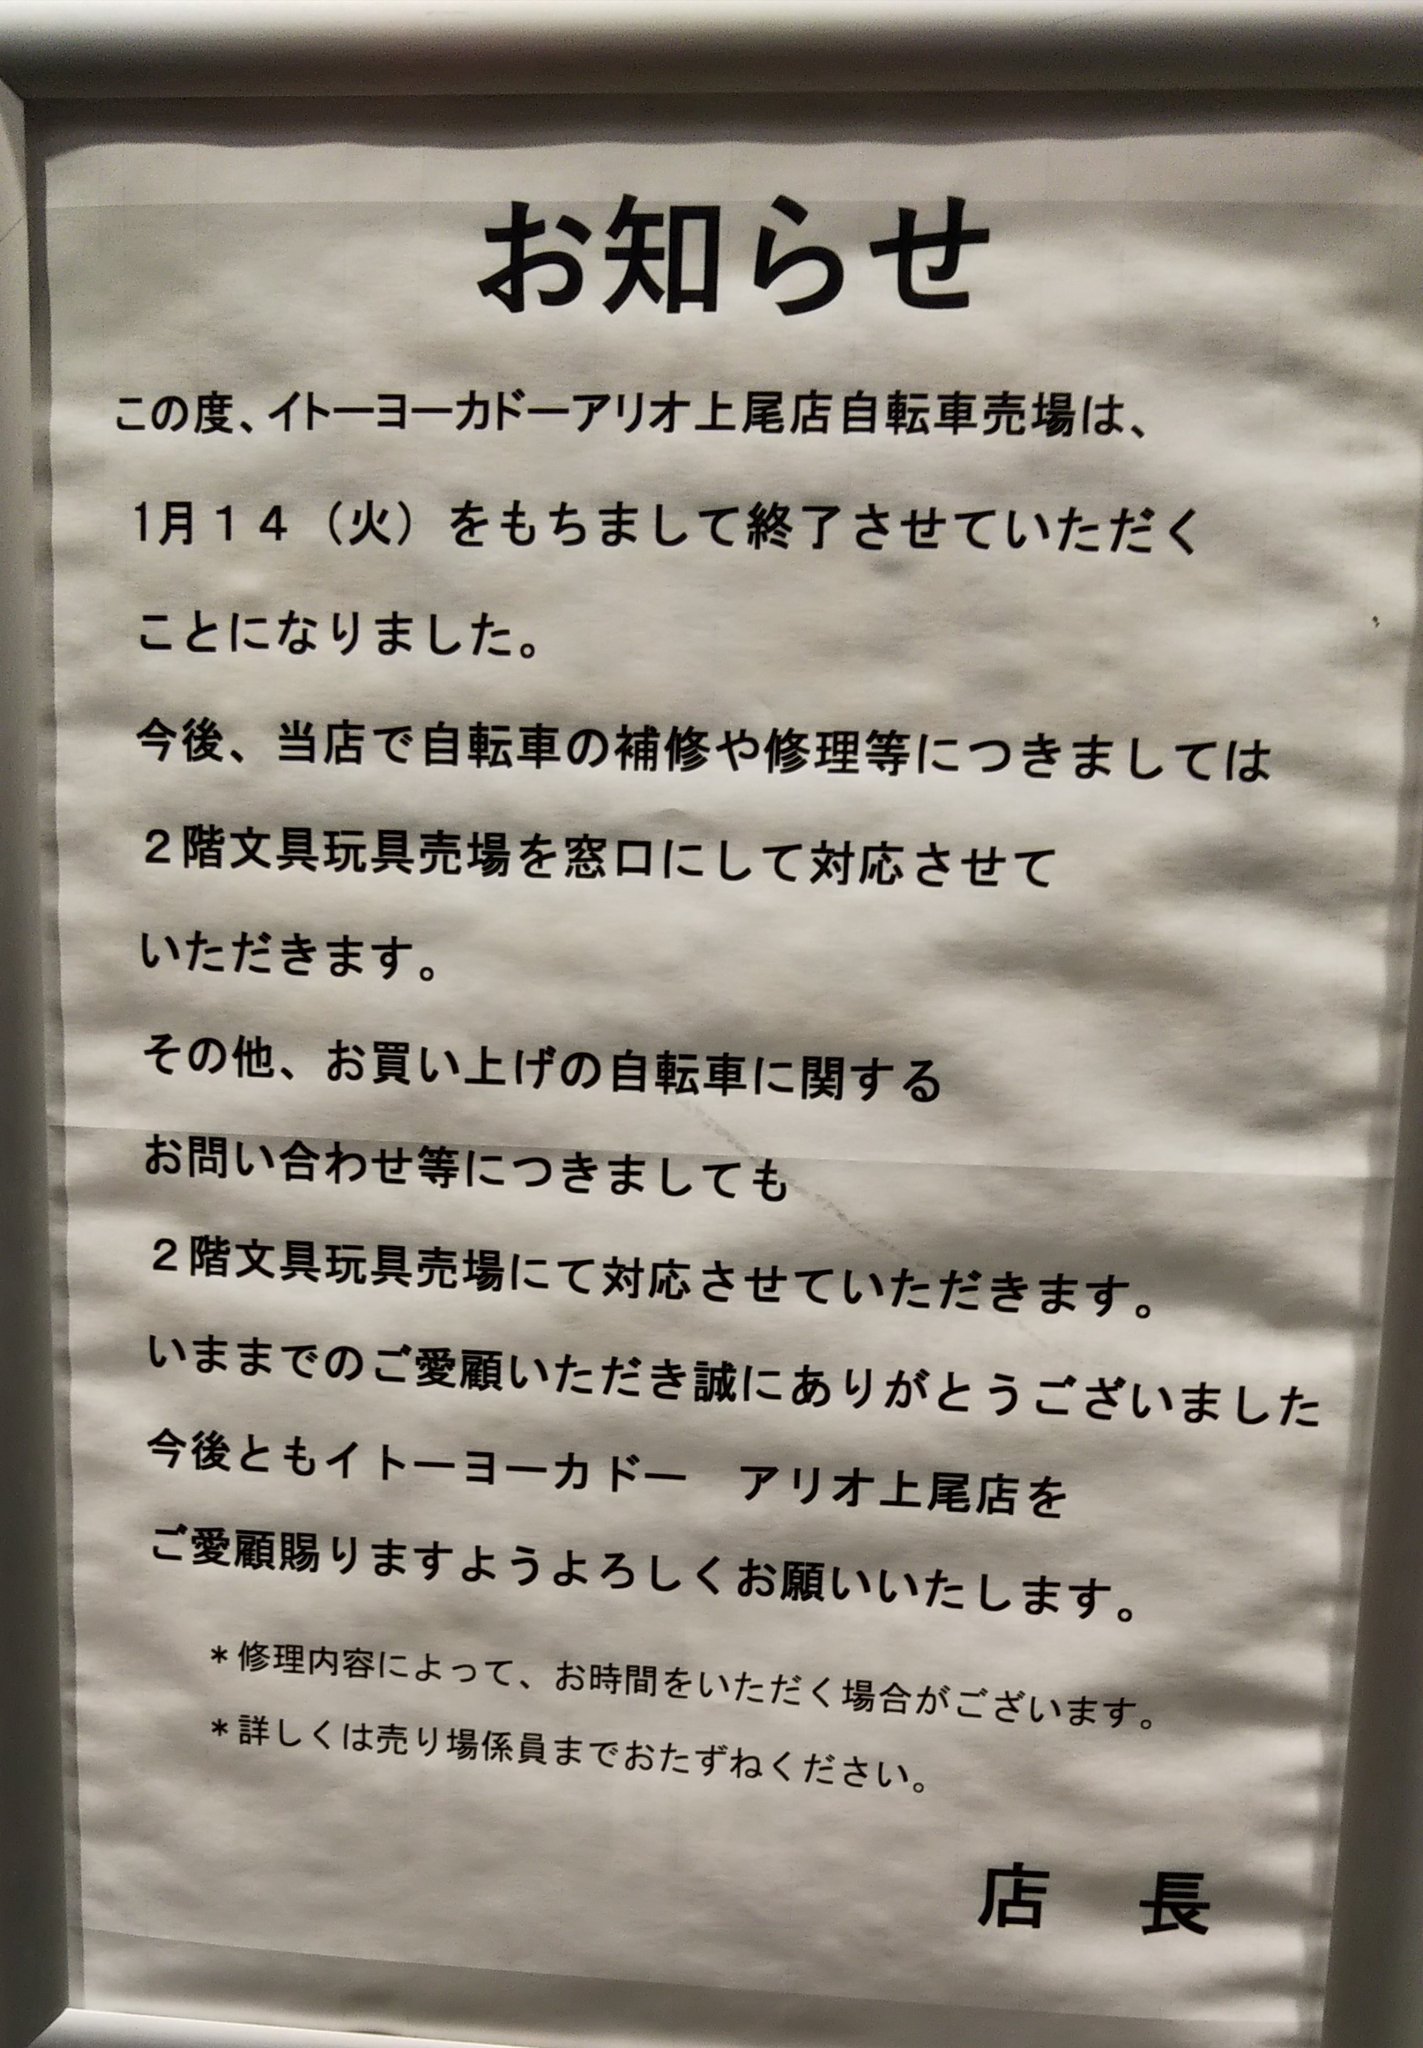 お知らせ
この度、イトーヨーカドーアリオ上尾店自転車売場は、
1月１４（火）をもちまして終了させていただく
ことになりました。
今後、当店で自転車の補修や修理等につきましては
２階文具玩具売場を窓口にして対応させて
いただきます。
その他、お買い上げの自転車に関する
お問い合わせ等につきましても
２階文具玩具売場にて対応させていただきます。
いままでのご愛顧いただき誠にありがとうございました
今後ともイトーヨーカドー　アリオ上尾店を
ご愛顧賜りますようよろしくお願いいたします。
＊修理内容によって、お時間をいただく場合がございます。
＊詳しくは売り場係員までおたずねください。
店　長